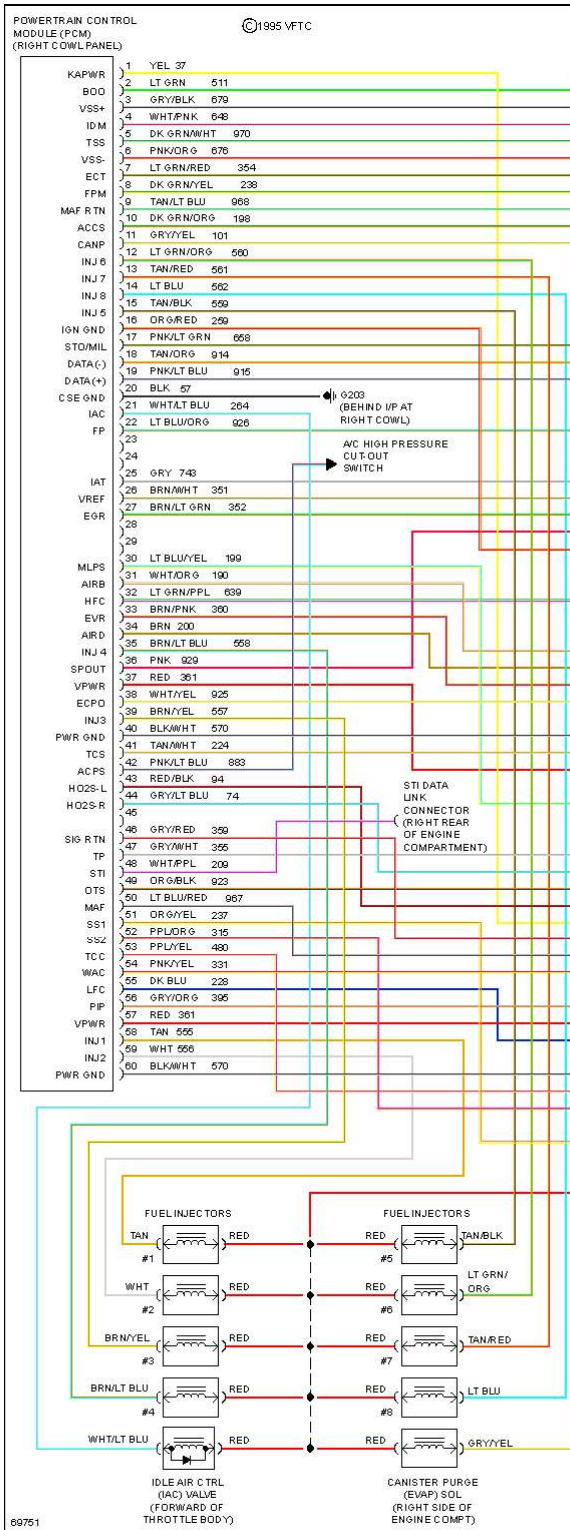 POWERTRAIN CONTROL
MODULE (PCM)
(RIGHT COWL PANEL)
©1995 VFTC
KAPWR 1 YEL 37
BOO 2 LT GRN 511
VSS+ 3 GRY/BLK 679
IDM 4 WHT/PNK 648
TSS 5 DK GRN/WHT 970
VSS- 6 PNK/ORG 676
ECT 7 LT GRN/RED 354
FPM 8 DK GRN/YEL 238
MAF RTN 9 TAN/LT BLU 968
ACCS 10 DK GRN/ORG 198
CANP 11 GRY/YEL 101
INJ 6 12 LT GRN/ORG 560
INJ 7 13 TAN/RED 561
INJ 8 14 LT BLU 562
INJ 5 15 TAN/BLK 559
IGN GND 16 ORG/RED 259
STO/MIL 17 PNK/LT GRN 658
DATA(-) 18 TAN/ORG 914
DATA(+) 19 PNK/LT BLU 915
CSE GND 20 BLK 57
IAC 21 WHT/LT BLU 264
FP 22 LT BLU/ORG 926
23
24
IAT 25 GRY 743
VREF 26 BRN/WHT 351
EGR 27 BRN/LT GRN 352
28
29
MLPS 30 LT BLU/YEL 199
AIRB 31 WHT/ORG 190
HFC 32 LT GRN/PPL 639
EVR 33 BRN/PNK 360
AIRD 34 BRN 200
INJ 4 35 BRN/LT BLU 558
SPOUT 36 PNK 929
VPWR 37 RED 361
ECPO 38 WHT/YEL 925
INJ3 39 BRN/YEL 557
PWR GND 40 BLK/WHT 570
TCS 41 TAN/WHT 224
ACPS 42 PNK/LT BLU 883
HO2S-L 43 RED/BLK 94
HO2S-R 44 GRY/LT BLU 74
45
SIG RTN 46 GRY/RED 359
TP 47 GRY/WHT 355
STI 48 WHT/PPL 209
OTS 49 ORG/BLK 923
MAF 50 LT BLU/RED 967
SS1 51 ORG/YEL 237
SS2 52 PPL/ORG 315
TCC 53 PPL/YEL 480
WAC 54 PNK/YEL 331
LFC 55 DK BLU 228
PIP 56 GRY/ORG 395
VPWR 57 RED 361
INJ1 58 TAN 555
INJ2 59 WHT 556
PWR GND 60 BLK/WHT 570
G203
(BEHIND I/P AT
RIGHT COWL)
A/C HIGH PRESSURE
CUT-OUT
SWITCH
STI DATA
LINK
CONNECTOR
(RIGHT REAR
OF ENGINE
COMPARTMENT)
FUEL INJECTORS
FUEL INJECTORS
TAN #1 RED RED #5 TAN/BLK
WHT #2 RED RED #6 LT GRN/
ORG
BRN/YEL #3 RED RED #7 TAN/RED
BRN/LT BLU #4 RED RED #8 LT BLU
WHT/LT BLU RED RED GRY/YEL
IDLE AIR CTRL
(IAC) VALVE
(FORWARD OF
THROTTLE BODY)
CANISTER PURGE
(EVAP) SOL
(RIGHT SIDE OF
ENGINE COMPT)
69751